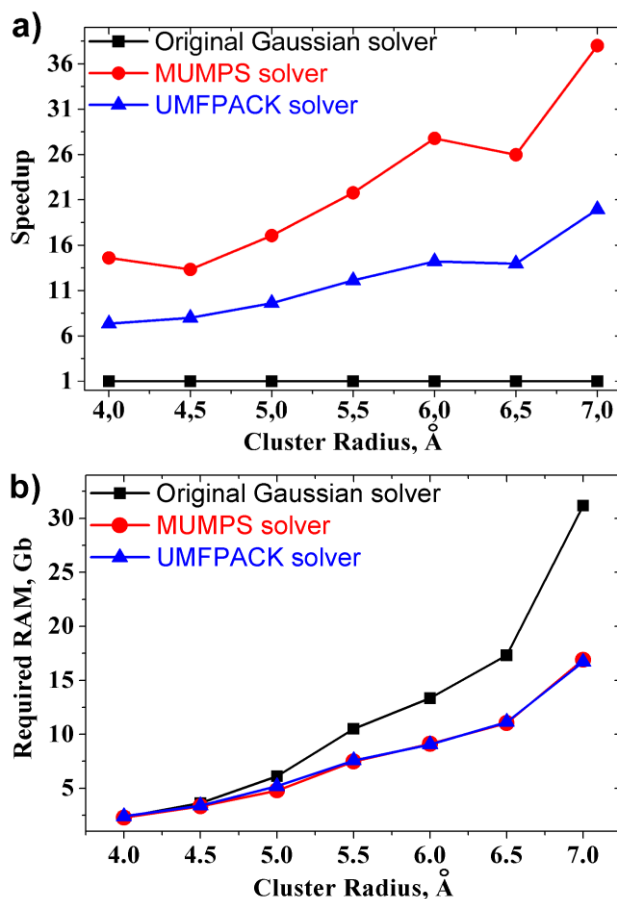 a)
Original Gaussian solver
MUMPS solver
UMFPACK solver
36
31
26
21
16
11
6
1
Speedup
4,0 4,5 5,0 5,5 6,0 6,5 7,0
Cluster Radius, Å
b)
Original Gaussian solver
MUMPS solver
UMFPACK solver
30
25
20
15
10
5
Required RAM, Gb
4.0 4.5 5.0 5.5 6.0 6.5 7.0
Cluster Radius, Å